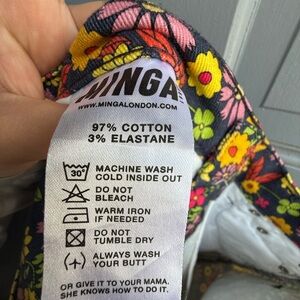 MINGA
WWW.MINGALONDON.COM
97% COTTON
3% ELASTANE
30°
MACHINE WASH
COLD INSIDE OUT
DO NOT
BLEACH
WARM IRON
IF NEEDED
DO NOT
TUMBLE DRY
ALWAYS WASH
YOUR BUTT
OR GIVE IT TO YOUR MAMA.
SHE KNOWS HOW TO DO IT.